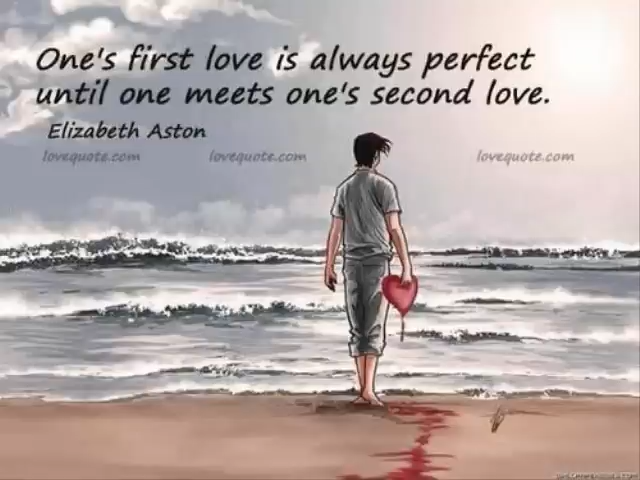 One's first love is always perfect
until one meets one's second love.
Elizabeth Aston
lovequote.com lovequote.com lovequote.com